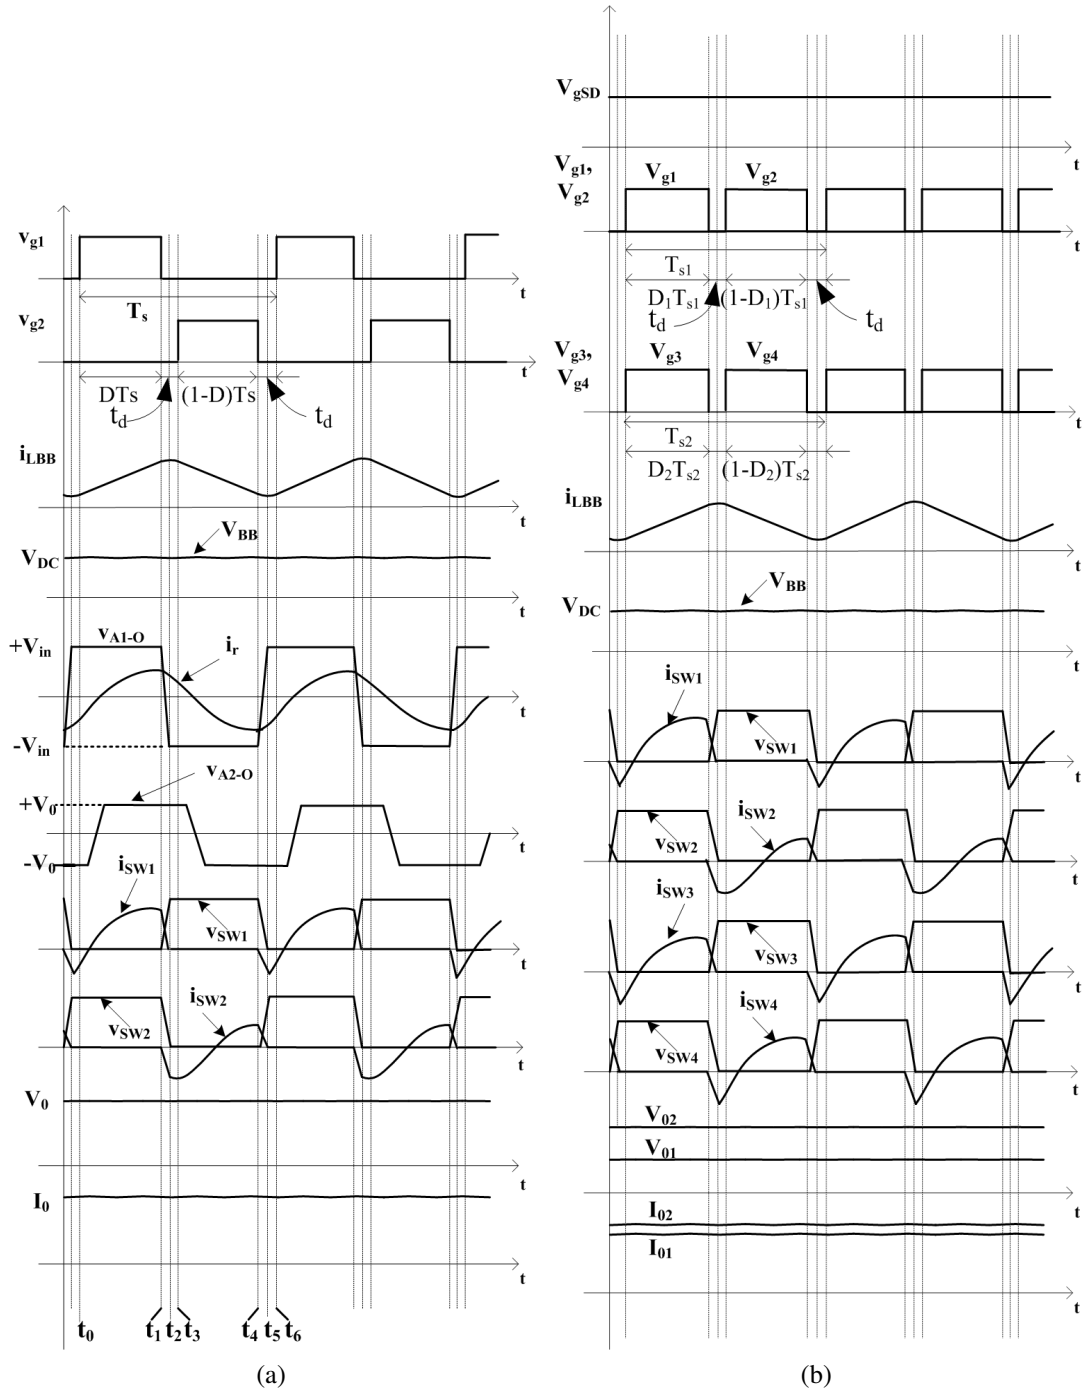 v_g1
t
T_s
v_g2
t
DTs (1-D)Ts
t_d t_d
i_LBB
t
V_BB
V_DC
t
+V_in
v_A1-O
i_r
t
-V_in
v_A2-O
+V_0
t
-V_0
i_SW1
v_SW1
t
i_SW2
v_SW2
t
V_0
t
I_0
t
t_0 t_1 t_2 t_3 t_4 t_5 t_6
(a)
V_gSD
t
V_g1,
V_g2
V_g1 V_g2
t
T_s1
D_1T_s1 (1-D_1)T_s1
t_d t_d
V_g3,
V_g4
V_g3 V_g4
t
T_s2
D_2T_s2 (1-D_2)T_s2
i_LBB
t
V_BB
V_DC
t
i_SW1
v_SW1
t
i_SW2
v_SW2
t
i_SW3
v_SW3
t
i_SW4
v_SW4
t
V_02
V_01
t
I_02
I_01
t
(b)